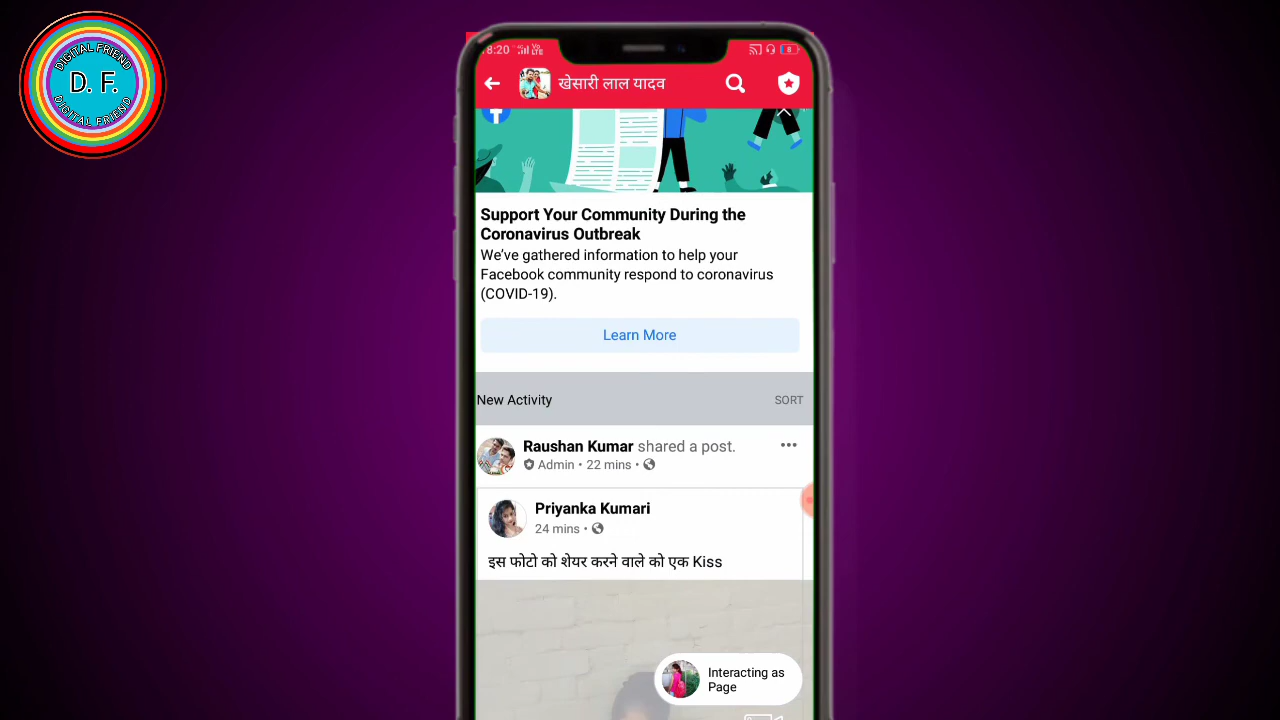 DIGITAL FRIEND
D. F.
DIGITAL FRIEND
8:20
8
खेसारी लाल यादव
Support Your Community During the
Coronavirus Outbreak
We've gathered information to help your
Facebook community respond to coronavirus
(COVID-19).
Learn More
New Activity SORT
Raushan Kumar shared a post.
Admin • 22 mins •
Priyanka Kumari
24 mins •
इस फोटो को शेयर करने वाले को एक Kiss
Interacting as
Page